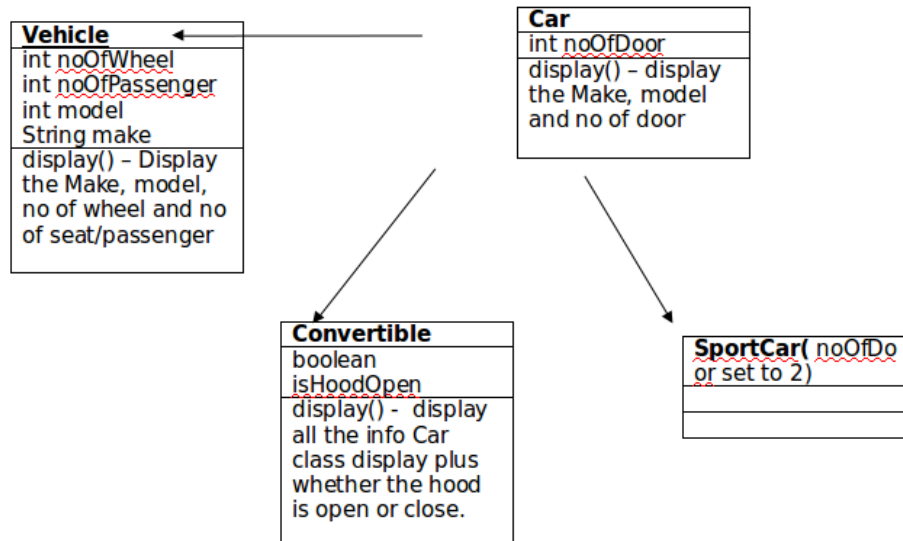 Vehicle
int noOfWheel
int noOfPassenger
int model
String make
display() – Display
the Make, model,
no of wheel and no
of seat/passenger
Car
int noOfDoor
display() – display
the Make, model
and no of door
Convertible
boolean
isHoodOpen
display() - display
all the info Car
class display plus
whether the hood
is open or close.
SportCar( noOfDo
or set to 2)